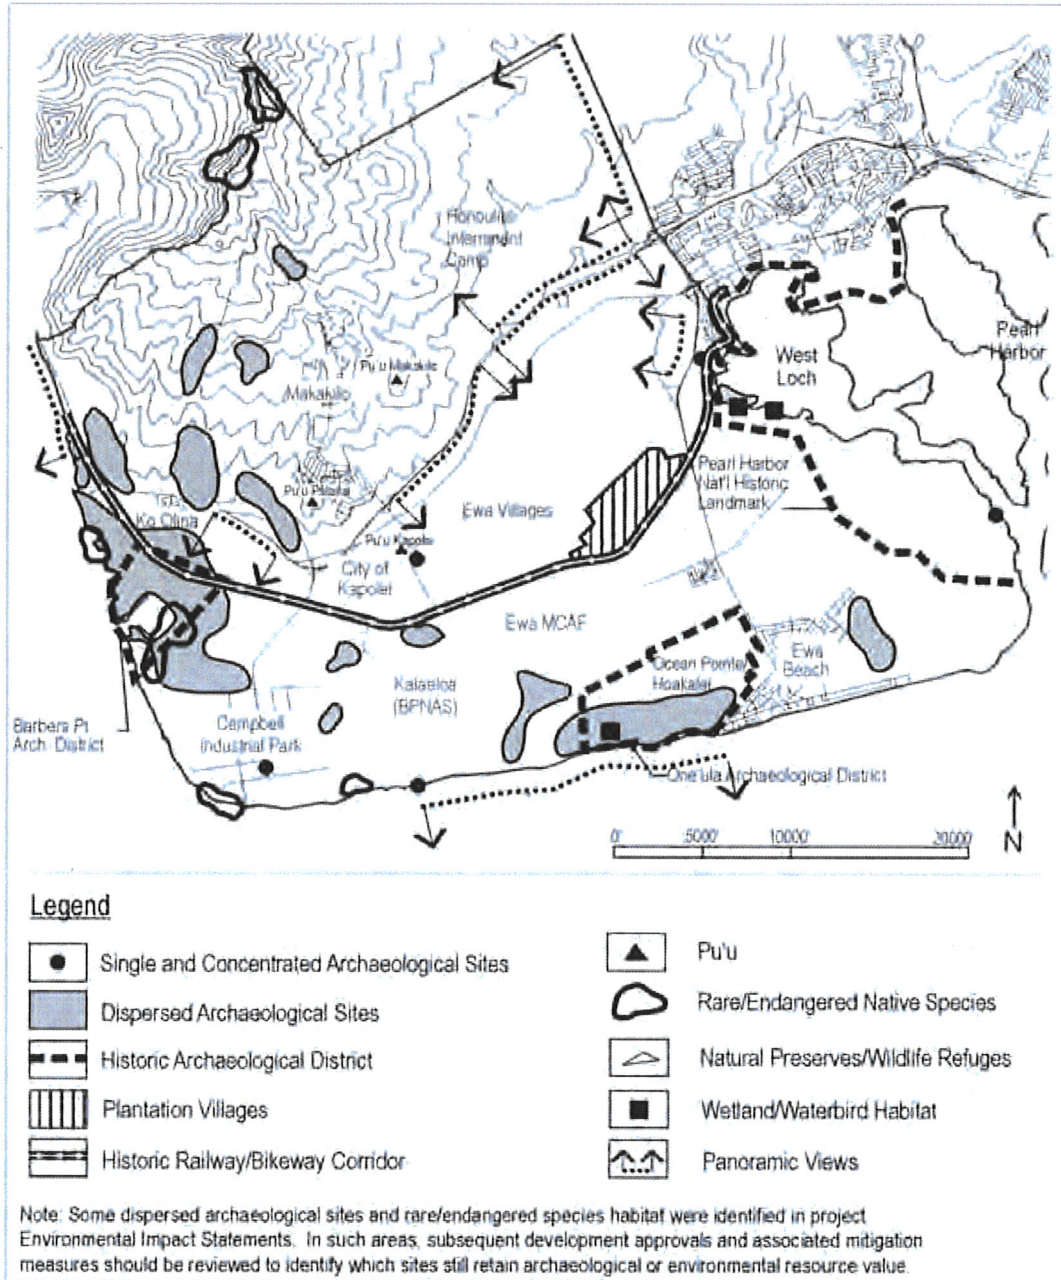 Honouliuli
Internment
Camp
Pearl
Harbor
West
Loch
Pu'u Makakilo
Makakilo
Pearl Harbor
Nat'l Historic
Landmark
Pu'u Palailai
Ewa Villages
Ko Olina
Pu'u Kapolei
City of
Kapolei
Ewa MCAF
Ocean Pointe/
Hoakalei
Ewa
Beach
Kalaeloa
(BPNAS)
Barbers Pt
Arch. District
Campbell
Industrial Park
One'ula Archaeological District
0' 5000' 10000' 20000'
N
Legend
Single and Concentrated Archaeological Sites
Dispersed Archaeological Sites
Historic Archaeological District
Plantation Villages
Historic Railway/Bikeway Corridor
Pu'u
Rare/Endangered Native Species
Natural Preserves/Wildlife Refuges
Wetland/Waterbird Habitat
Panoramic Views
Note: Some dispersed archaeological sites and rare/endangered species habitat were identified in project
Environmental Impact Statements. In such areas, subsequent development approvals and associated mitigation
measures should be reviewed to identify which sites still retain archaeological or environmental resource value.